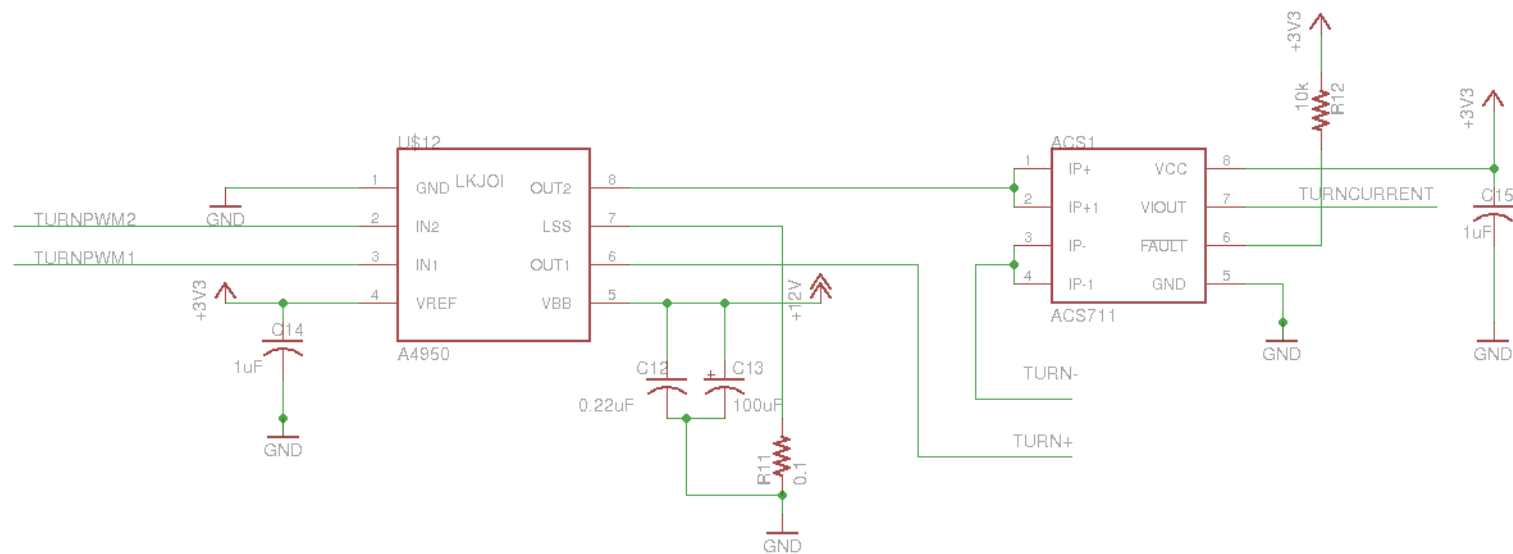 +3V3
10k
R12
+3V3
U$12
ACS1
1
GND
LKJOI
OUT2
8
1
IP+
VCC
8
GND
TURNPWM2
2
IN2
LSS
7
2
IP+1
VIOUT
7
TURNCURRENT
C15
1uF
TURNPWM1
3
IN1
OUT1
6
3
IP-
FAULT
6
+3V3
4
VREF
VBB
5
+12V
4
IP-1
GND
5
ACS711
C14
1uF
A4950
GND
GND
C12
C13
TURN-
0.22uF
100uF
GND
TURN+
R11
0.1
GND